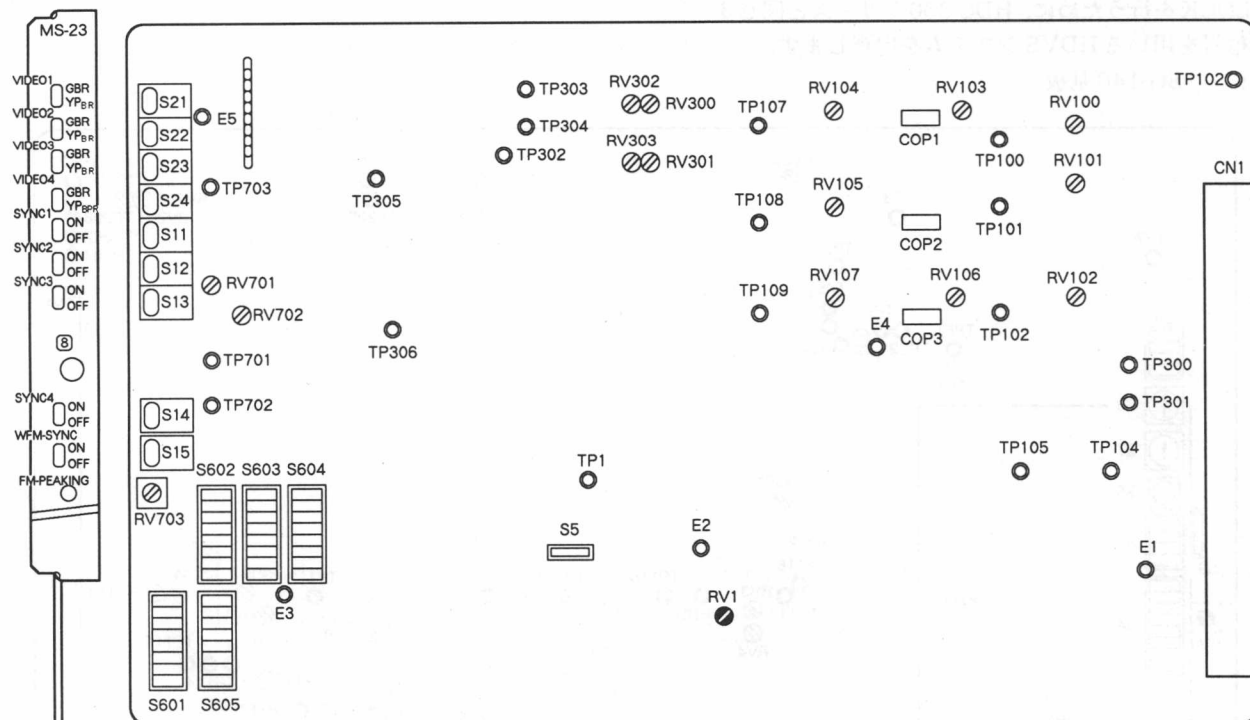 MS-23
VIDEO1
GBR
YPBR
VIDEO2
GBR
YPBR
VIDEO3
GBR
YPBR
VIDEO4
GBR
YPBPR
SYNC1
ON
OFF
SYNC2
ON
OFF
SYNC3
ON
OFF
8
SYNC4
ON
OFF
WFM-SYNC
ON
OFF
FM-PEAKING
S21
S22
S23
S24
S11
S12
S13
S14
S15
E5
TP703
RV701
RV702
TP701
TP702
RV703
S602
S603
S604
E3
S601
S605
TP305
TP306
TP303
TP304
TP302
RV302
RV300
RV303
RV301
TP107
TP108
TP109
RV104
RV105
RV107
COP1
COP2
COP3
RV103
RV106
E4
TP100
TP101
TP102
RV100
RV101
RV102
TP102
CN1
TP300
TP301
TP105
TP104
TP1
S5
E2
RV1
E1